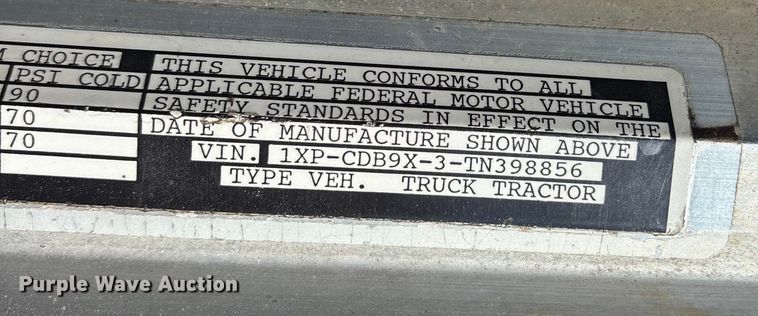 M CHOICE THIS VEHICLE CONFORMS TO ALL
PSI COLD APPLICABLE FEDERAL MOTOR VEHICLE
90 SAFETY STANDARDS IN EFFECT ON THE
70 DATE OF MANUFACTURE SHOWN ABOVE
70 VIN. 1XP-CDB9X-3-TN398856
TYPE VEH. TRUCK TRACTOR
Purple Wave Auction